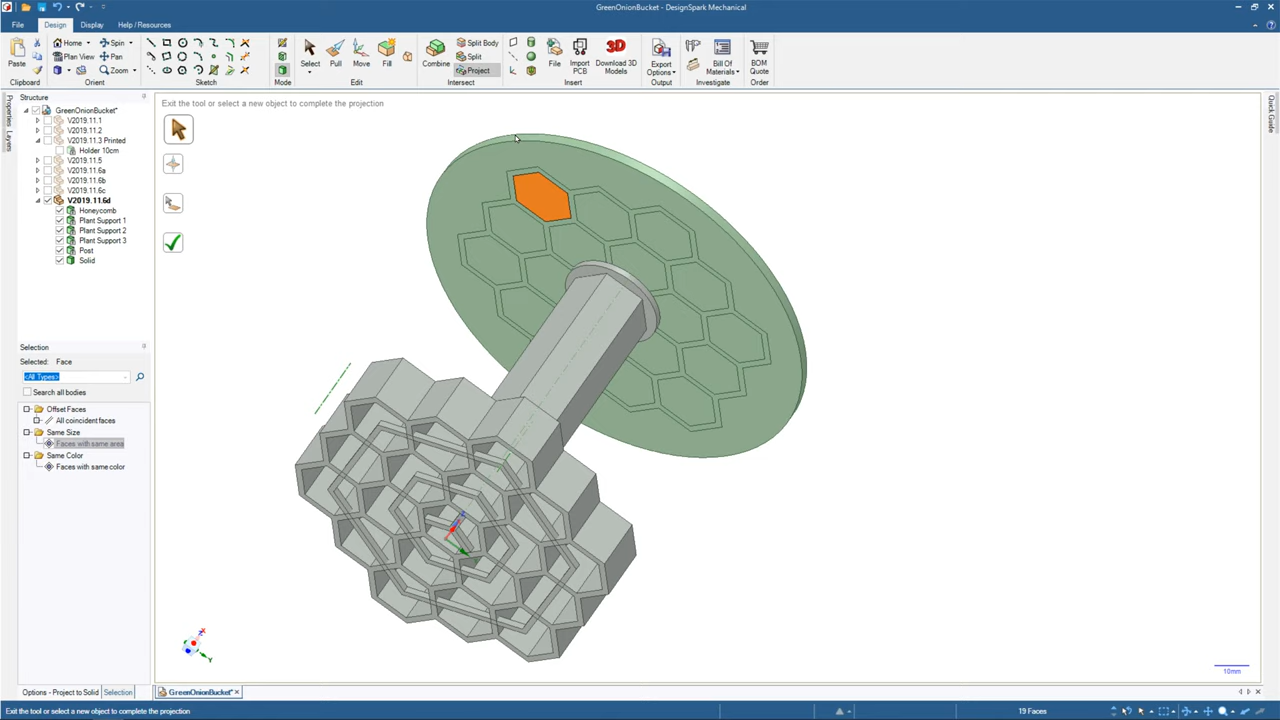 GreenOnionBucket - DesignSpark Mechanical
File Design Display Help / Resources
Paste
Home Spin
Plan View Pan
Zoom
Select Pull Move Fill
Combine
Split Body
Split
Project
File
Import PCB
Download 3D Models
3D
Export Options
Bill of Materials
BOM Quote
Clipboard Orient Sketch Mode Edit Intersect Insert Output Investigate Order
Properties
Layers
Structure
GreenOnionBucket*
V2019.11.1
V2019.11.2
V2019.11.3 Printed
Holder 10cm
V2019.11.5
V2019.11.6a
V2019.11.6b
V2019.11.6c
V2019.11.6d
Honeycomb
Plant Support 1
Plant Support 2
Plant Support 3
Post
Solid
Exit the tool or select a new object to complete the projection
Quick Guide
Selection
Selected: Face
<All Types>
Search all bodies
Offset Faces
All coincident faces
Same Size
Faces with same area
Same Color
Faces with same color
X
Z
Y
10mm
Options - Project to Solid Selection
GreenOnionBucket*
Exit the tool or select a new object to complete the projection
19 Faces